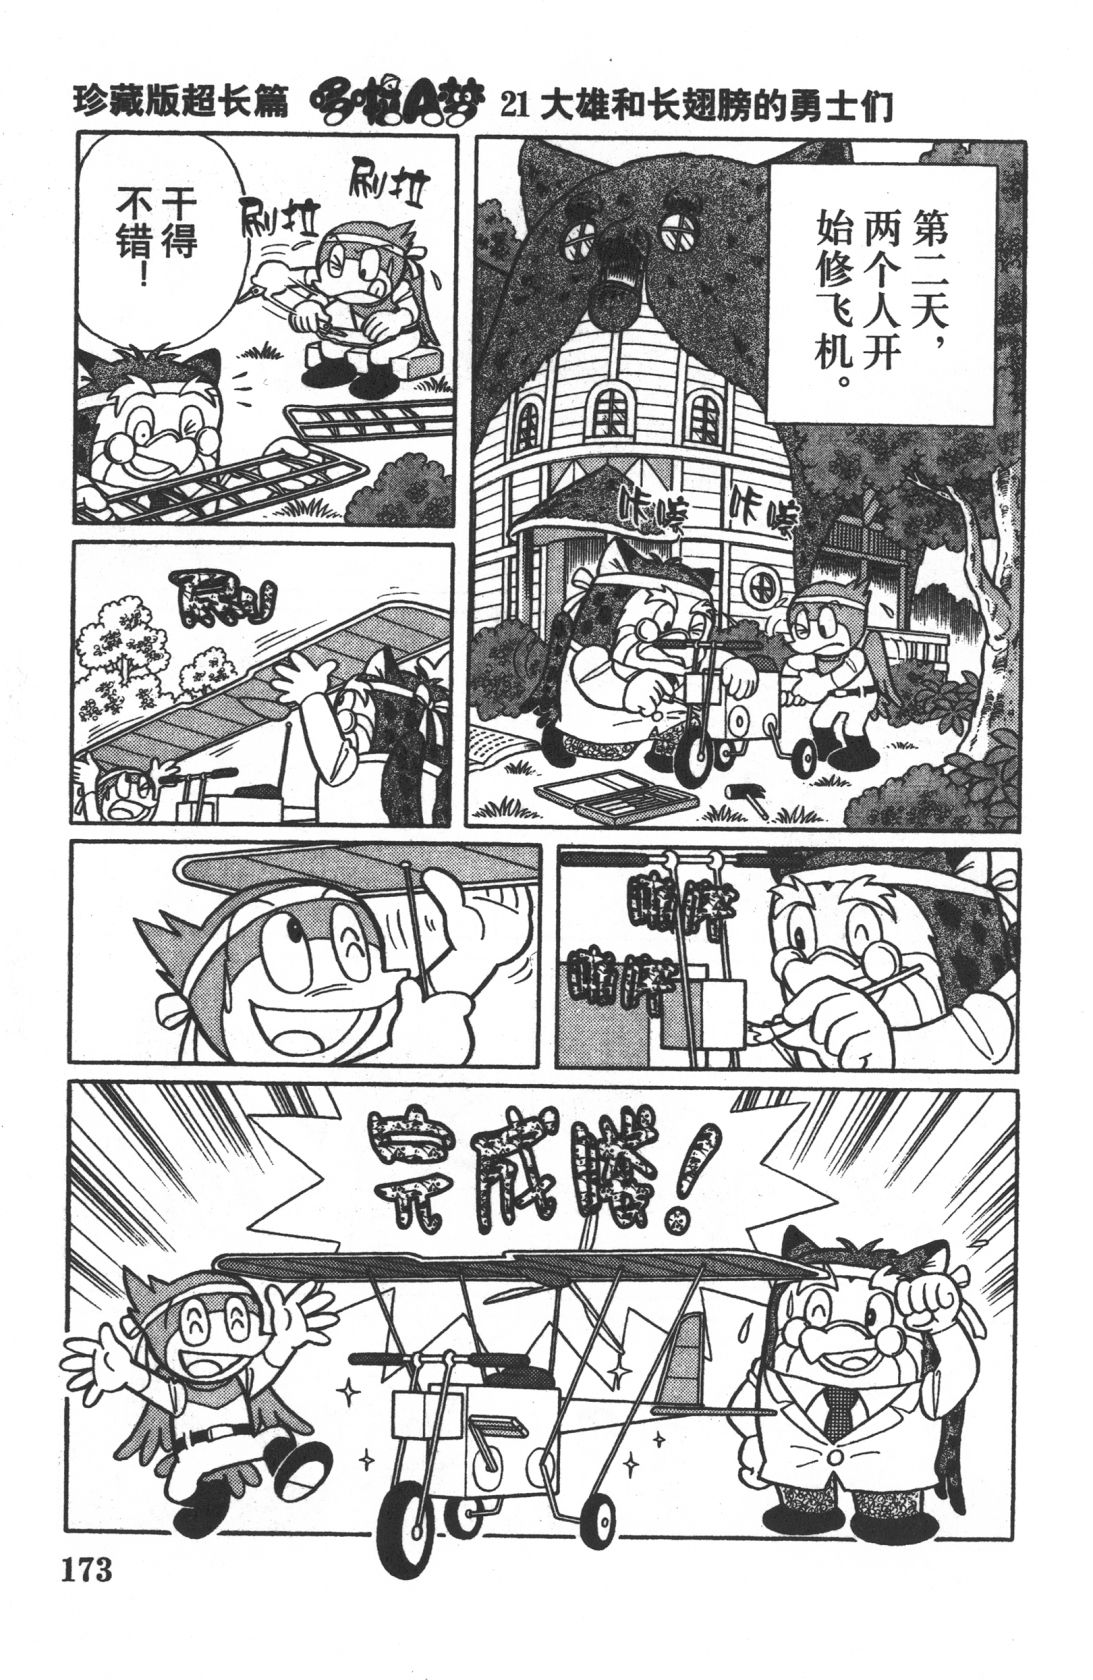 珍藏版超长篇 哆啦A梦 21 大雄和长翅膀的勇士们
第二天，
两个人开
始修飞机。
咔嚓
咔嚓
刷拉
刷拉
干得
不错！
完成喽！
173